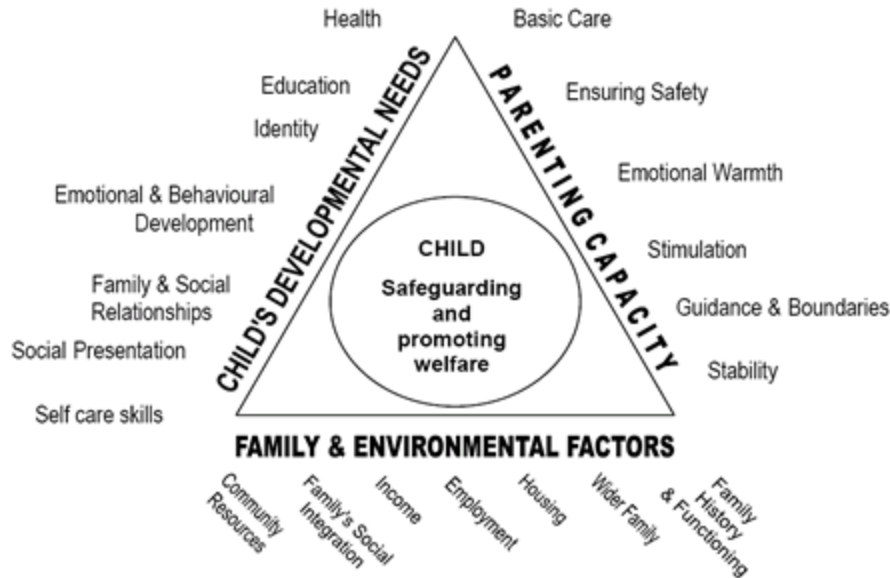 Health
Basic Care
Education
Ensuring Safety
Identity
Emotional Warmth
Emotional & Behavioural
Development
Stimulation
Family & Social
Relationships
Guidance & Boundaries
Social Presentation
Stability
Self care skills
CHILD'S DEVELOPMENTAL NEEDS
PARENTING CAPACITY
CHILD
Safeguarding
and
promoting
welfare
FAMILY & ENVIRONMENTAL FACTORS
Community
Resources
Family's Social
Integration
Income
Employment
Housing
Wider Family
Family
History
& Functioning